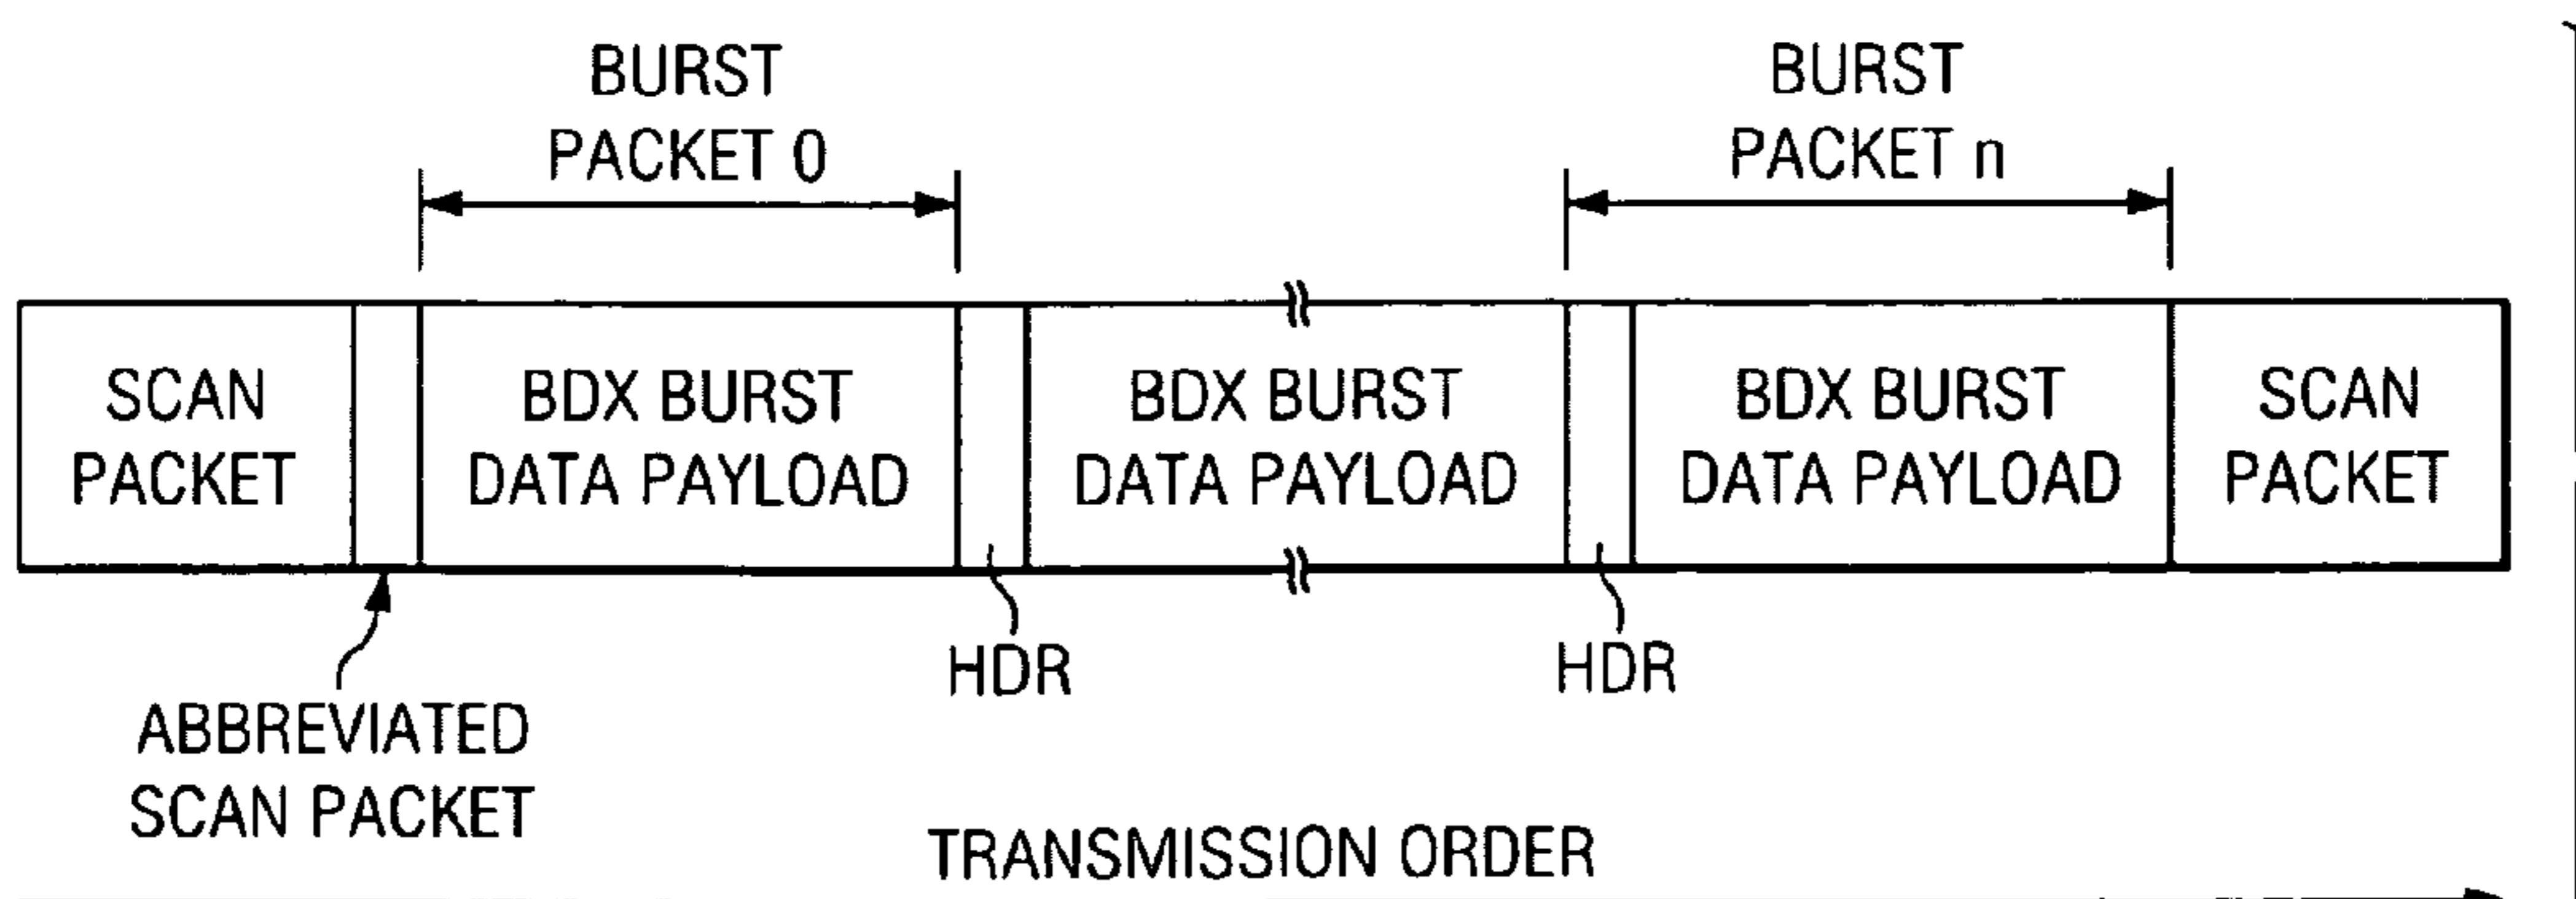 BURST
PACKET 0
BURST
PACKET n
SCAN
PACKET
BDX BURST
DATA PAYLOAD
BDX BURST
DATA PAYLOAD
BDX BURST
DATA PAYLOAD
SCAN
PACKET
HDR
HDR
ABBREVIATED
SCAN PACKET
TRANSMISSION ORDER